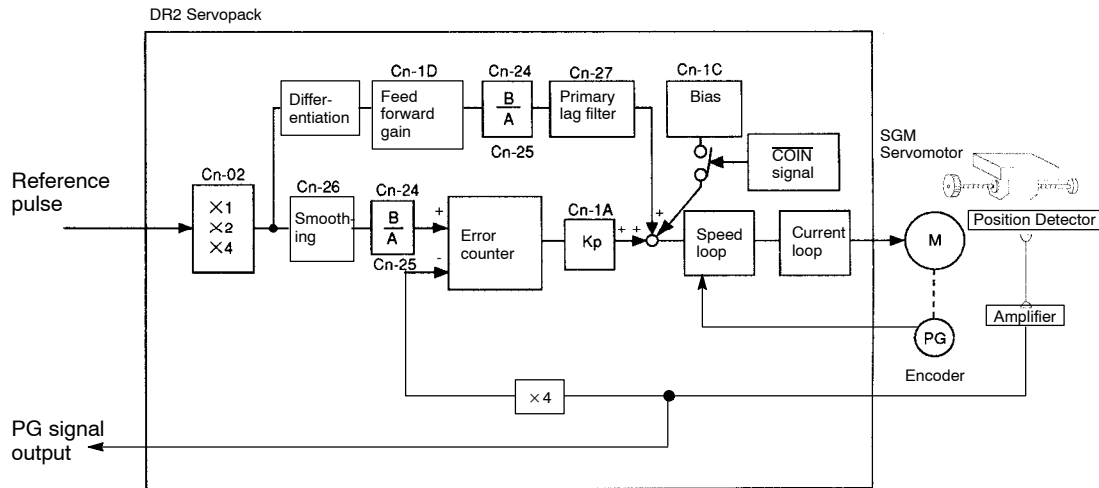 DR2 Servopack
Cn-1D
Cn-24
Cn-27
Cn-1C
Differ-
entiation
Feed
forward
gain
B
A
Primary
lag filter
Bias
Cn-25
COIN
signal
SGM
Servomotor
Reference
pulse
Cn-02
×1
×2
×4
Cn-26
Smooth-
ing
Cn-24
B
A
Cn-25
+
-
Error
counter
Cn-1A
Kp
+ +
+
Speed
loop
Current
loop
M
Position Detector
Amplifier
PG
Encoder
×4
PG signal
output